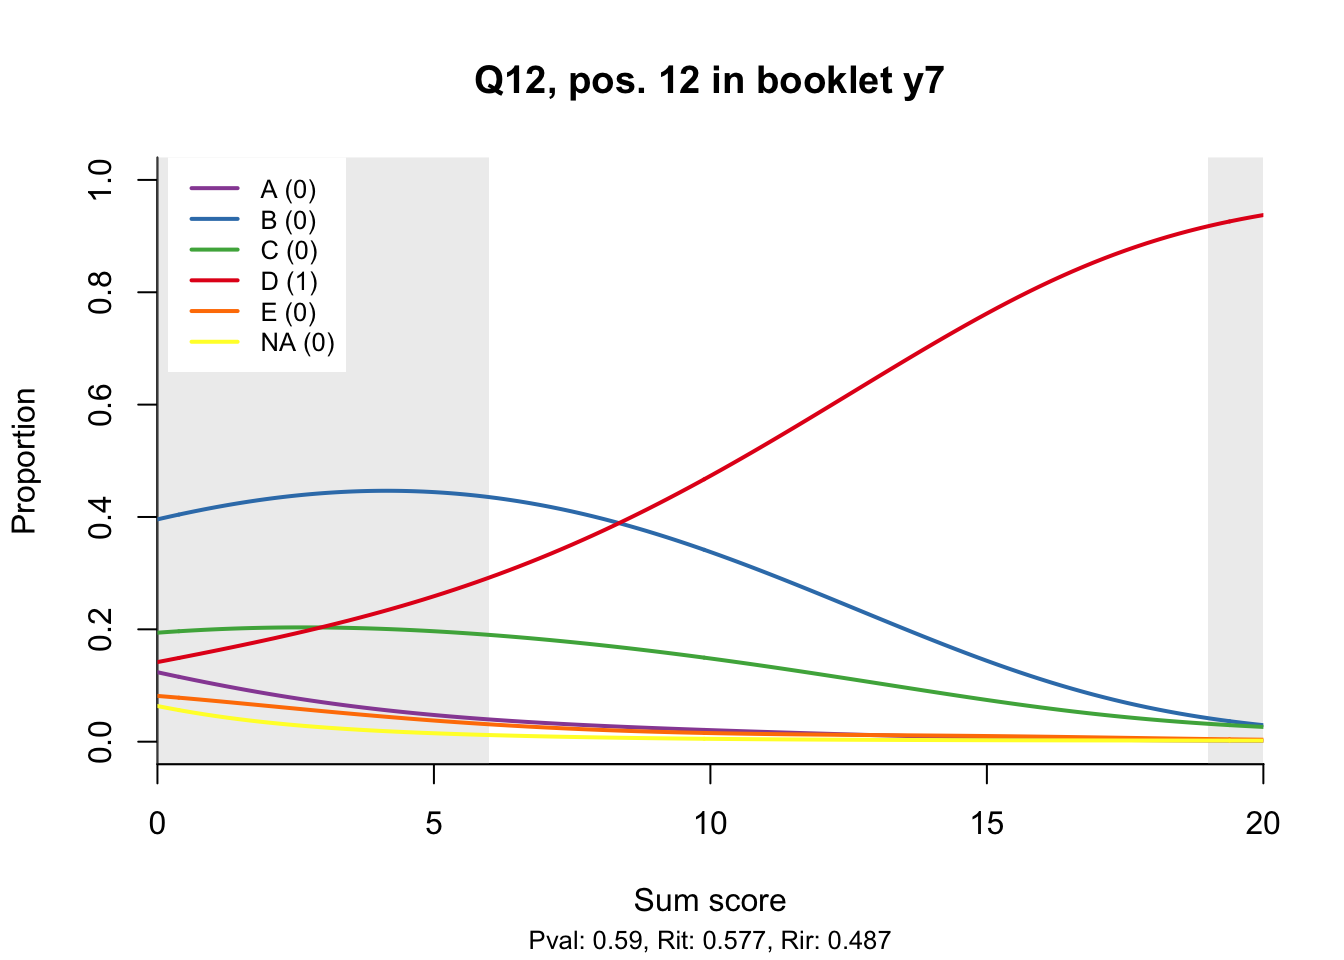 Q12, pos. 12 in booklet y7
1.0
0.8
0.6
0.4
0.2
0.0
Proportion
A (0)
B (0)
C (0)
D (1)
E (0)
NA (0)
0 5 10 15 20
Sum score
Pval: 0.59, Rit: 0.577, Rir: 0.487